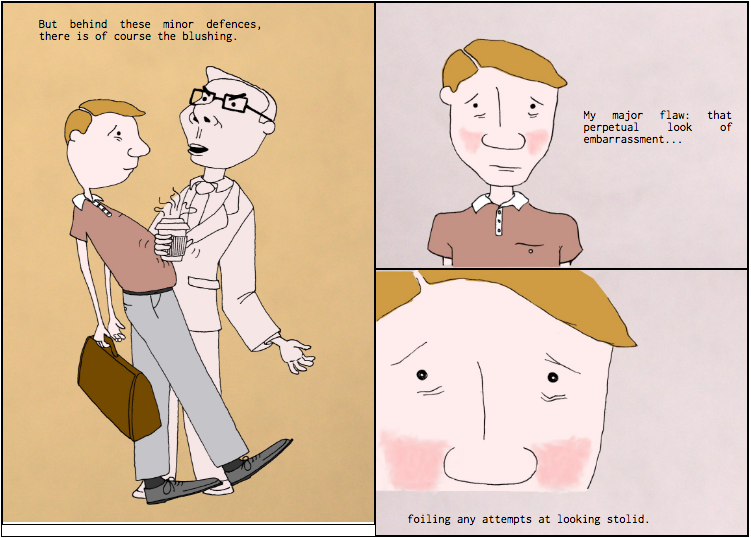 But behind these minor defences,
there is of course the blushing.
My major flaw: that
perpetual look of
embarrassment...
foiling any attempts at looking stolid.